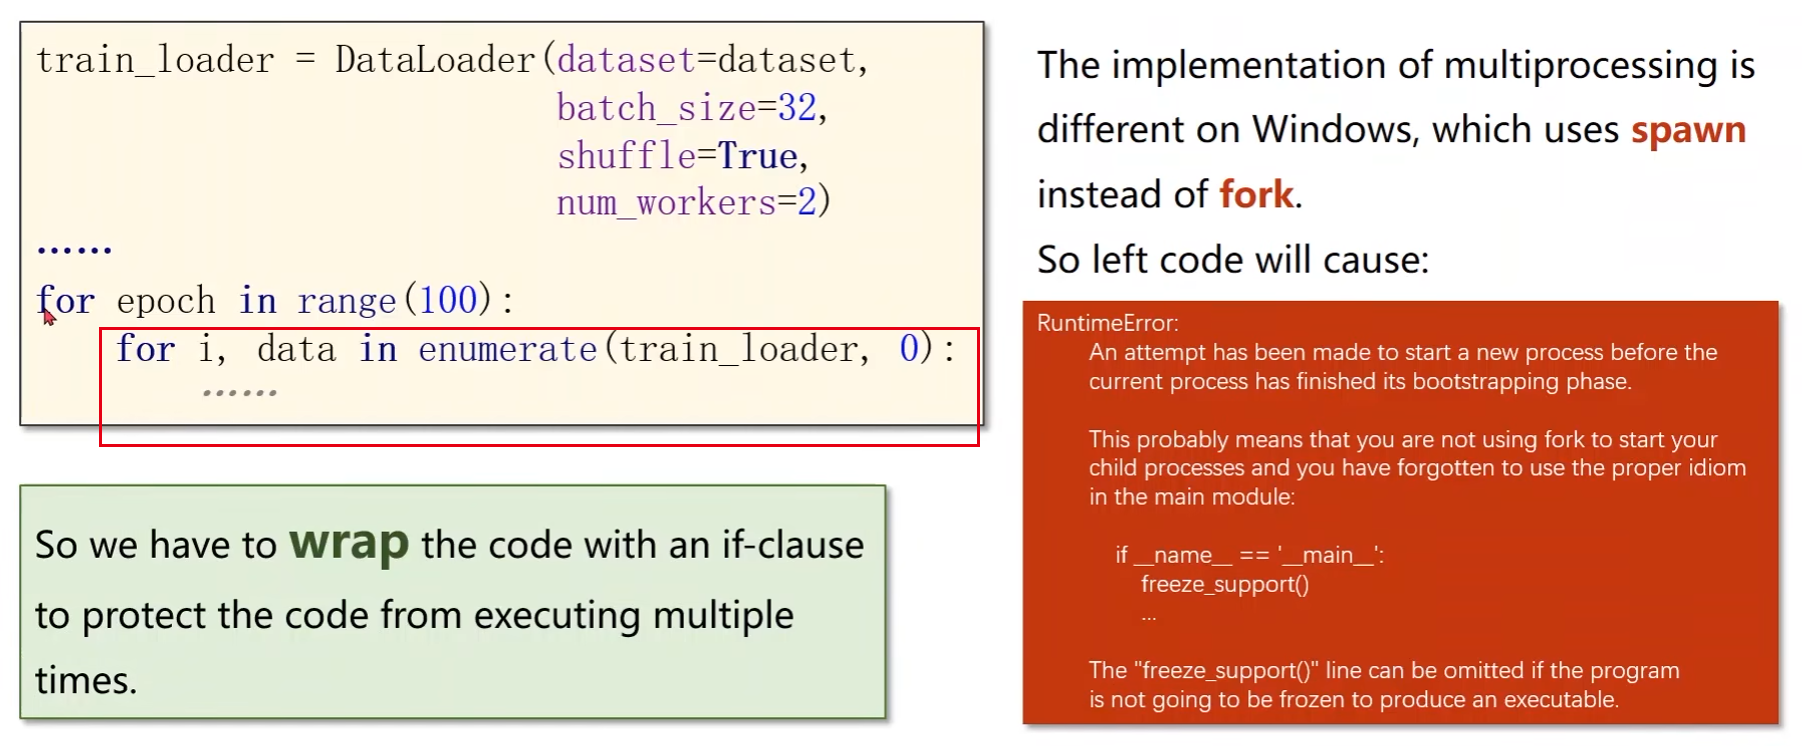 train_loader = DataLoader(dataset=dataset,
                          batch_size=32,
                          shuffle=True,
                          num_workers=2)
……
for epoch in range(100):
    for i, data in enumerate(train_loader, 0):
        ……
So we have to wrap the code with an if-clause
to protect the code from executing multiple
times.
The implementation of multiprocessing is
different on Windows, which uses spawn
instead of fork.
So left code will cause:
RuntimeError:
An attempt has been made to start a new process before the
current process has finished its bootstrapping phase.
This probably means that you are not using fork to start your
child processes and you have forgotten to use the proper idiom
in the main module:
if __name__ == '__main__':
freeze_support()
...
The "freeze_support()" line can be omitted if the program
is not going to be frozen to produce an executable.